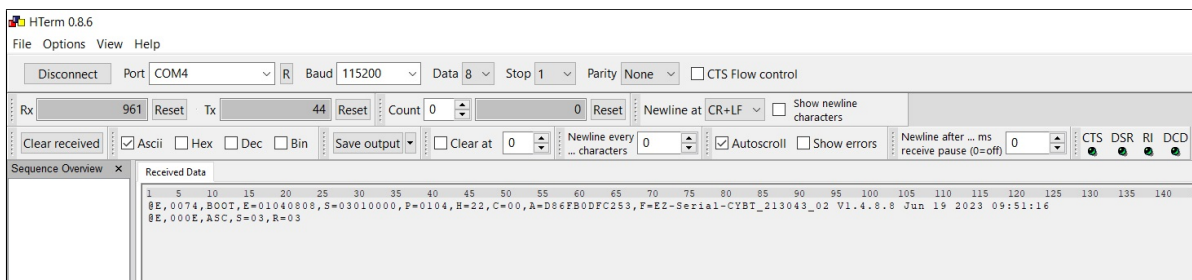 HTerm 0.8.6
File Options View Help
Disconnect Port COM4 R Baud 115200 Data 8 Stop 1 Parity None CTS Flow control
Rx 961 Reset Tx 44 Reset Count 0 0 Reset Newline at CR+LF Show newline characters
Clear received Ascii Hex Dec Bin Save output Clear at 0 Newline every ... characters 0 Autoscroll Show errors Newline after ... ms receive pause (0=off) 0 CTS DSR RI DCD
Sequence Overview × Received Data
1 5 10 15 20 25 30 35 40 45 50 55 60 65 70 75 80 85 90 95 100 105 110 115 120 125 130 135 140
@E,0074,BOOT,E=01040808,S=03010000,P=0104,H=22,C=00,A=D86FB0DFC253,F=EZ-Serial-CYBT_213043_02 V1.4.8.8 Jun 19 2023 09:51:16
@E,000E,ASC,S=03,R=03